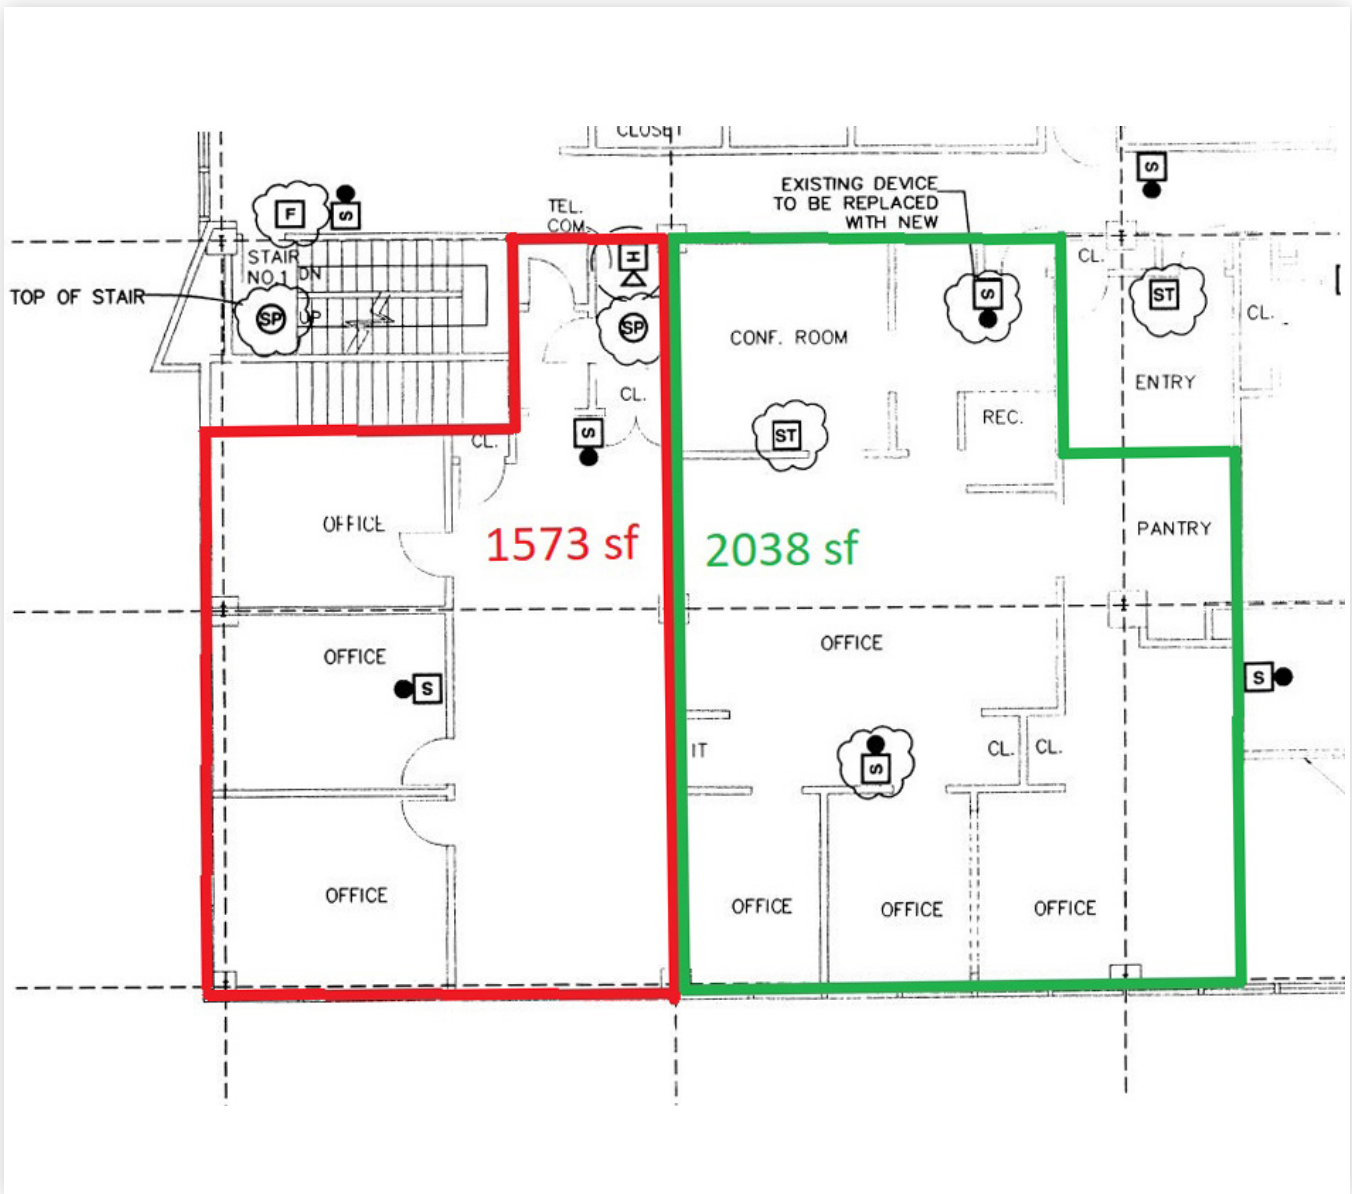 CLOSET
EXISTING DEVICE
TO BE REPLACED
WITH NEW
S
F
S
TEL.
COM.
H
STAIR
NO.1
DN
UP
TOP OF STAIR
SP
SP
CONF. ROOM
S
CL.
ST
CL.
ENTRY
CL.
REC.
CL.
S
ST
OFFICE
1573 sf
2038 sf
PANTRY
OFFICE
S
OFFICE
S
IT
S
CL.
CL.
OFFICE
OFFICE
OFFICE
OFFICE